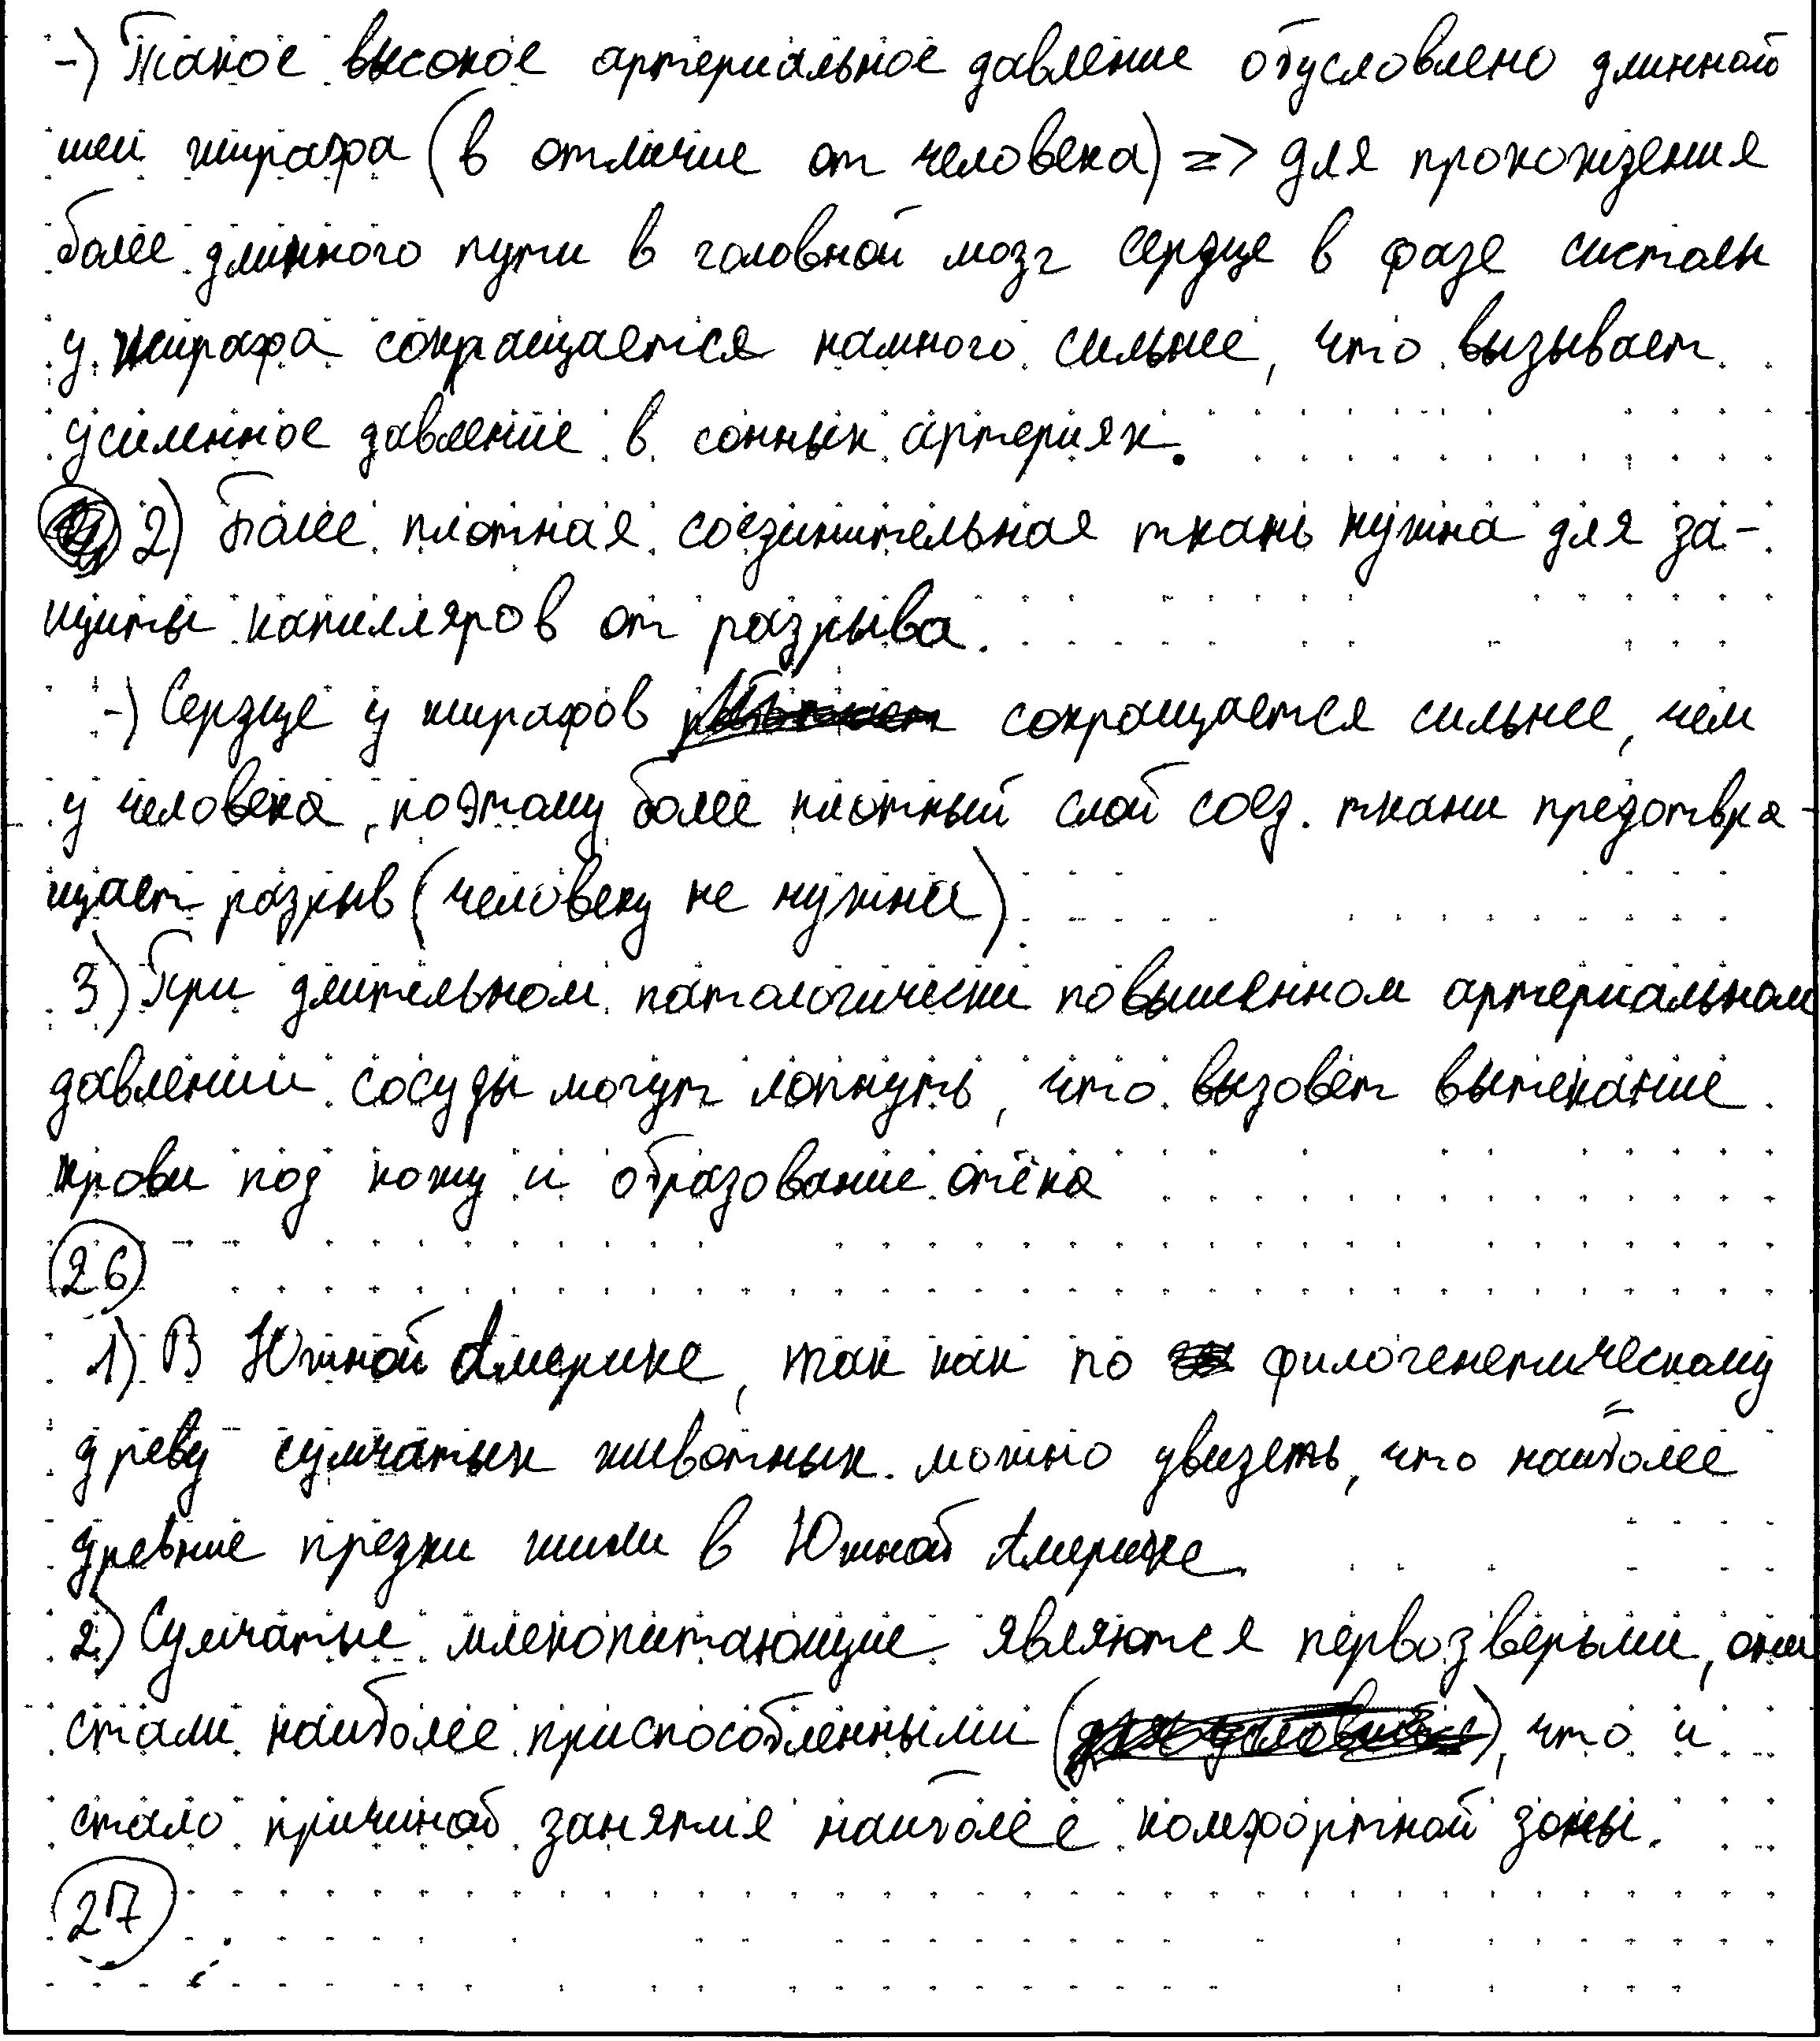 -) Такое высокое артериальное давление обусловлено длинной
шеи жирафа (в отличие от человека) => для прохождения
более длинного пути в головной мозг сердце в фазе систолы
у жирафа сокращается намного сильнее, что вызывает
усиленное давление в сонных артериях.
2) Более плотная соединительная ткань нужна для за-
щиты капилляров от разрыва.
-) Сердце у жирафов сокращается сильнее, чем
у человека, поэтому более плотный слой соед. ткани предотвра-
щает разрыв (человеку не нужнее)
3) При длительном патологически повышенном артериальном
давлении сосуды могут лопнуть, что вызовет вытекание
крови под кожу и образование отёка
26
1) В Южной Америке, так как по филогенетическому
древу сумчатых животных можно увидеть, что наиболее
древние предки жили в Южной Америке.
2) Сумчатые млекопитающие являются первозверьми, они
стали наиболее приспособленными, что и
стало причиной занятия наиболее комфортной зоны.
27